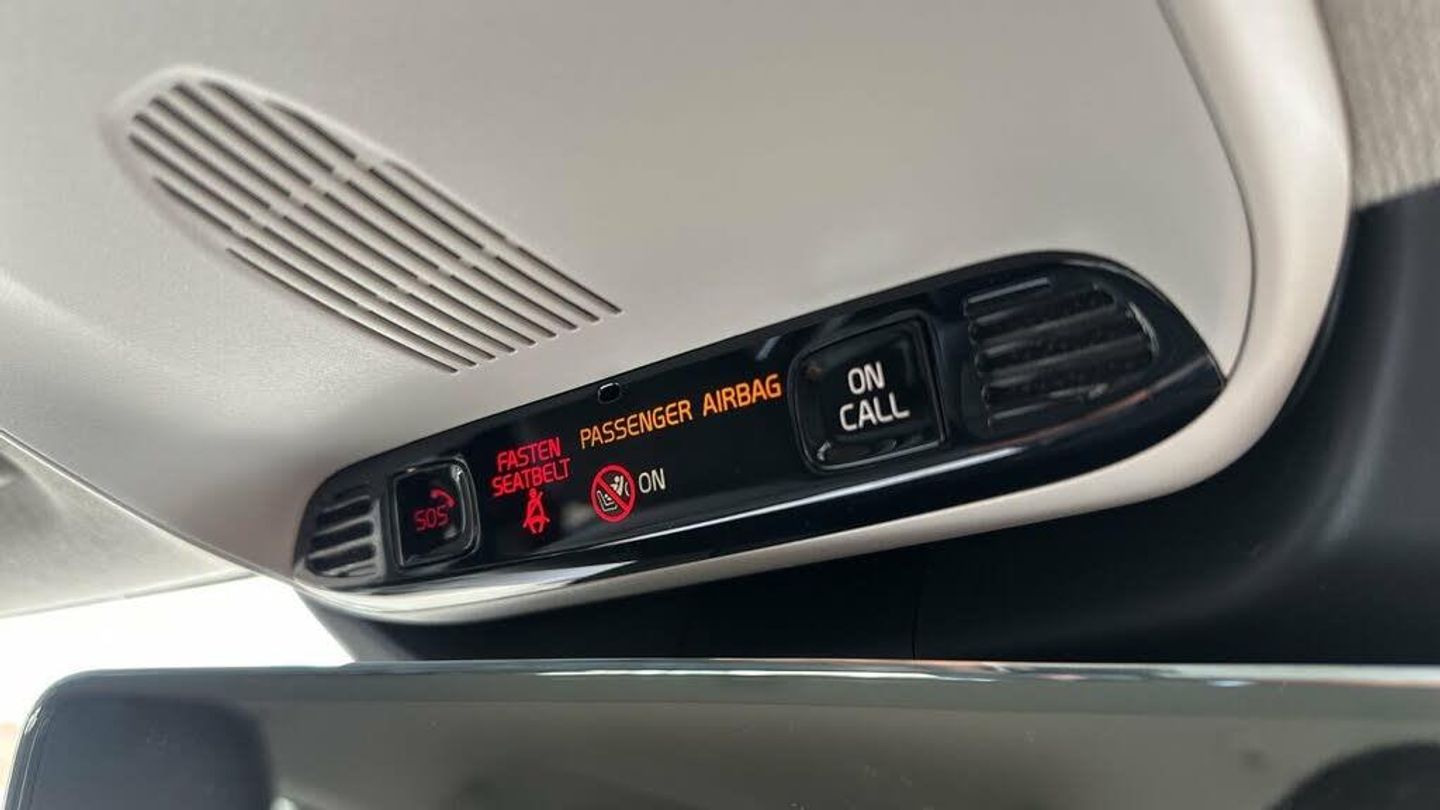 SOS
FASTEN
SEATBELT
PASSENGER AIRBAG
ON
ON
CALL